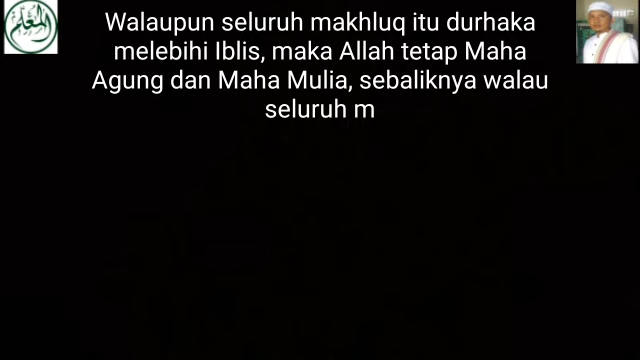 Walaupun seluruh makhluq itu durhaka
melebihi Iblis, maka Allah tetap Maha
Agung dan Maha Mulia, sebaliknya walau
seluruh m